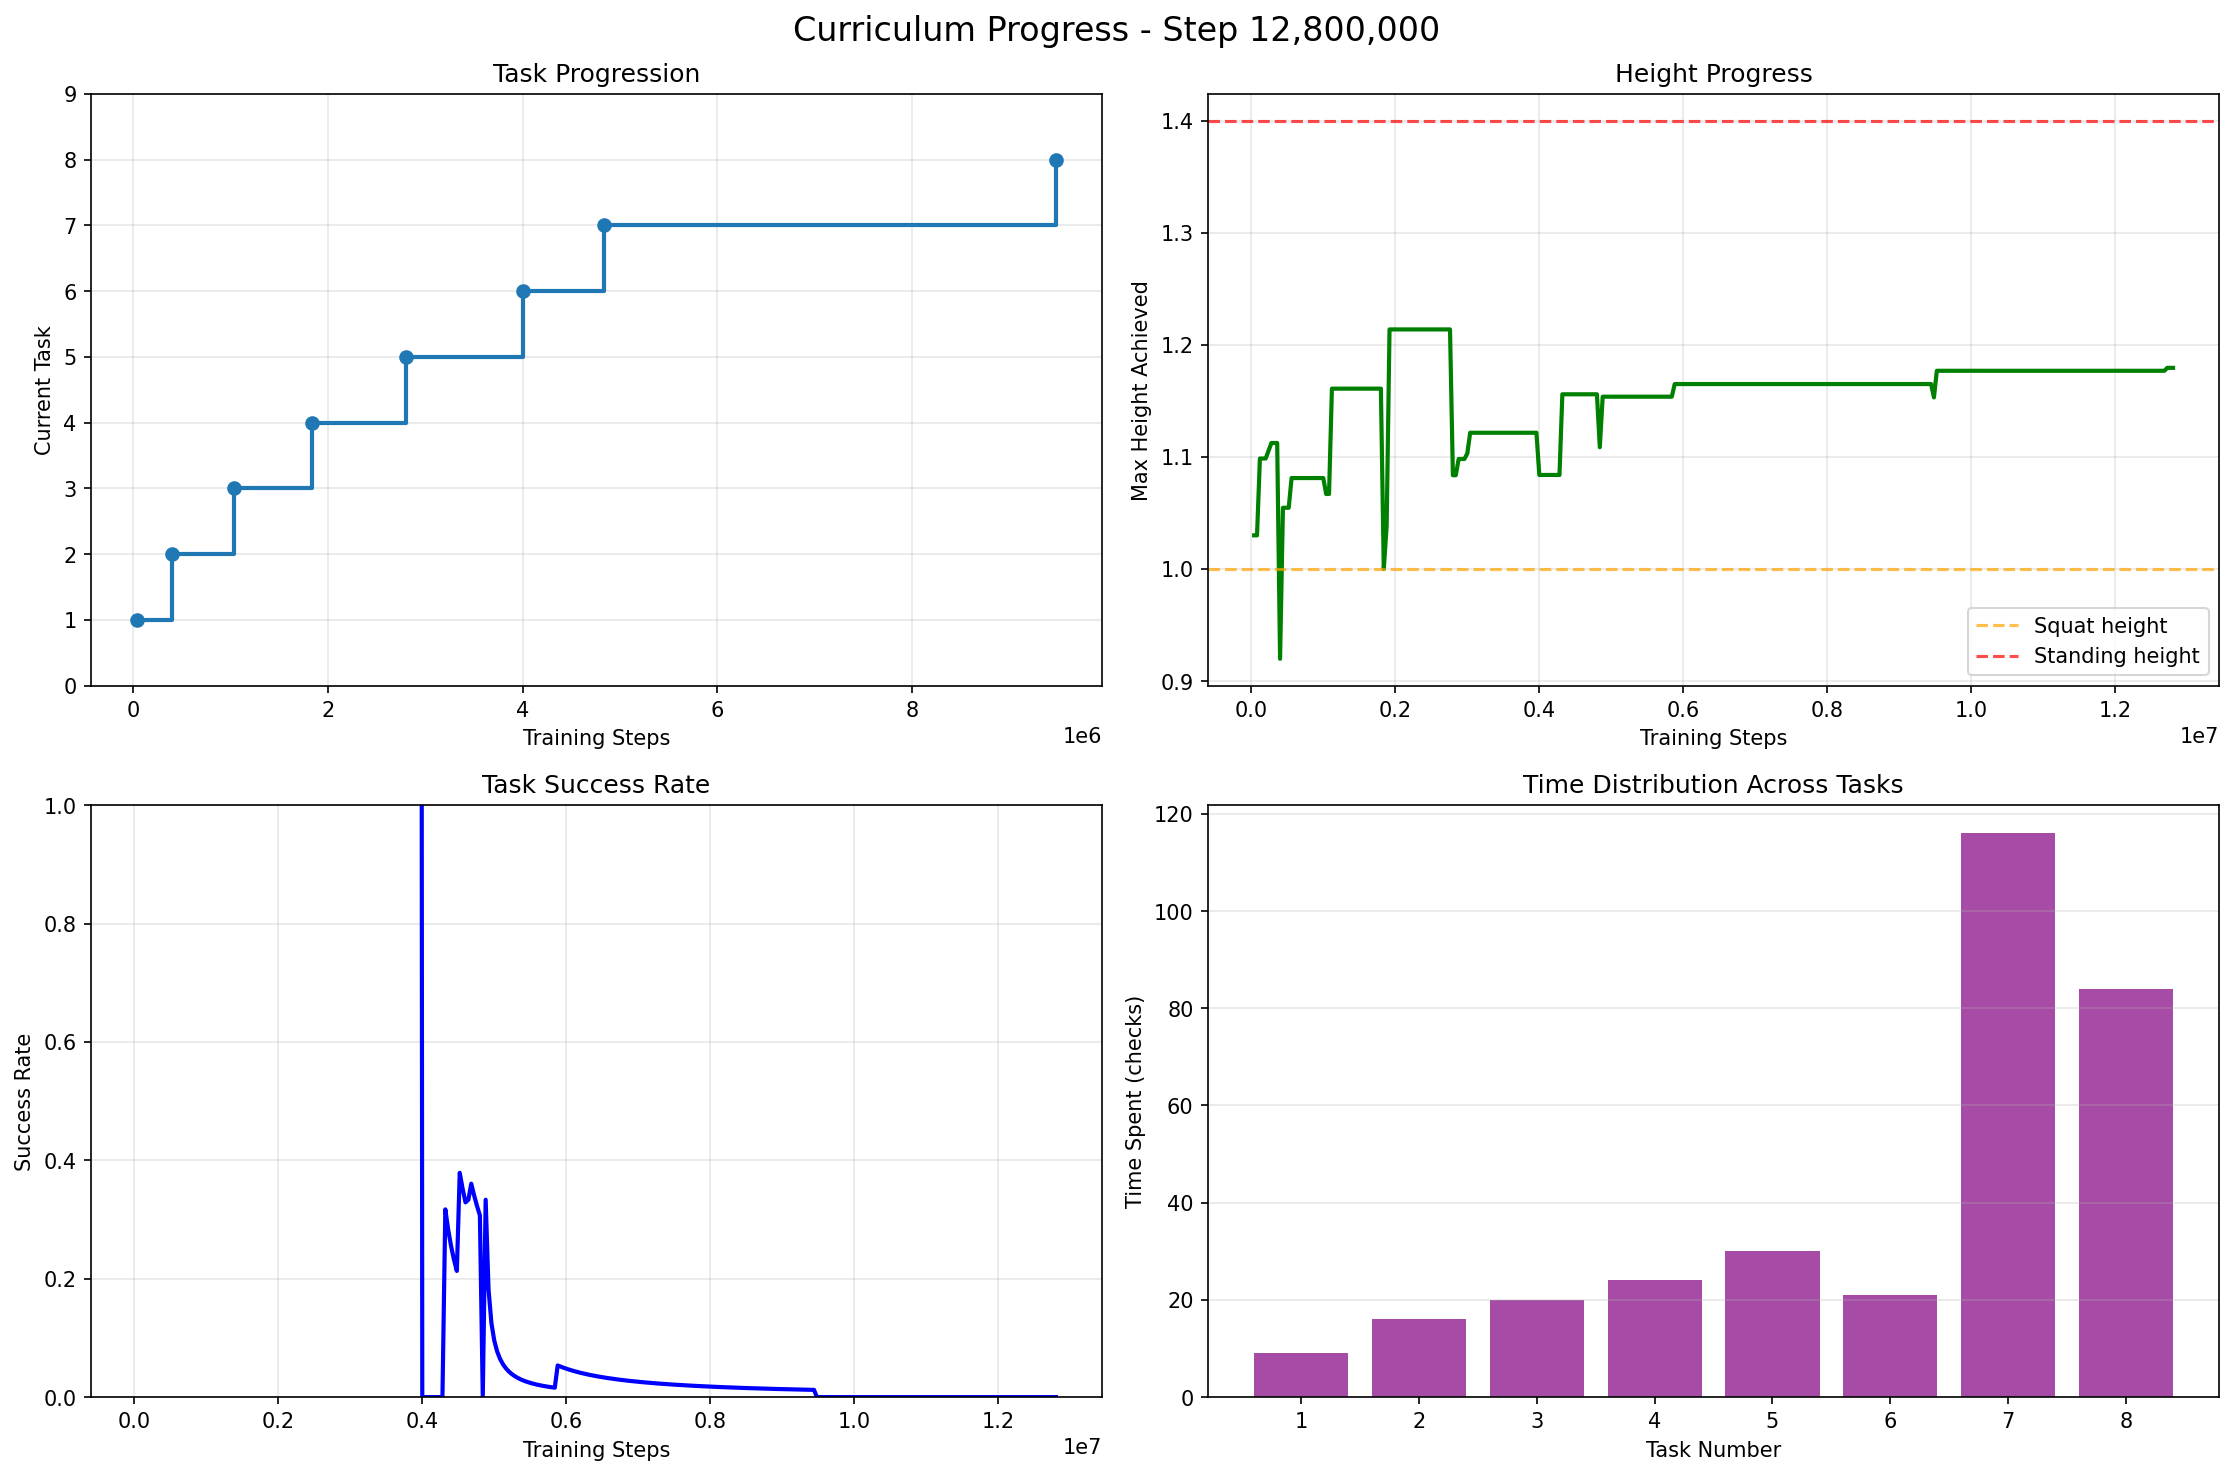 Curriculum Progress - Step 12,800,000
Task Progression
Current Task
9
8
7
6
5
4
3
2
1
0
0 2 4 6 8
1e6
Training Steps
Height Progress
Max Height Achieved
1.4
1.3
1.2
1.1
1.0
0.9
Squat height
Standing height
0.0 0.2 0.4 0.6 0.8 1.0 1.2
1e7
Training Steps
Task Success Rate
Success Rate
1.0
0.8
0.6
0.4
0.2
0.0
0.0 0.2 0.4 0.6 0.8 1.0 1.2
1e7
Training Steps
Time Distribution Across Tasks
Time Spent (checks)
120
100
80
60
40
20
0
1 2 3 4 5 6 7 8
Task Number